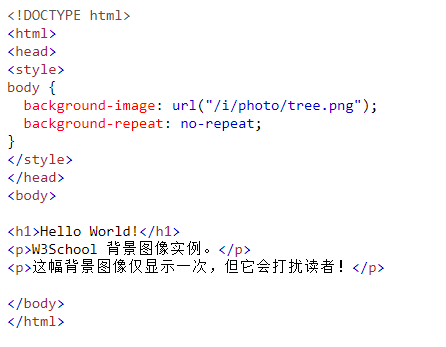 <!DOCTYPE html>
<html>
<head>
<style>
body {
  background-image: url("/i/photo/tree.png");
  background-repeat: no-repeat;
}
</style>
</head>
<body>

<h1>Hello World!</h1>
<p>W3School 背景图像实例。</p>
<p>这幅背景图像仅显示一次，但它会打扰读者！</p>

</body>
</html>